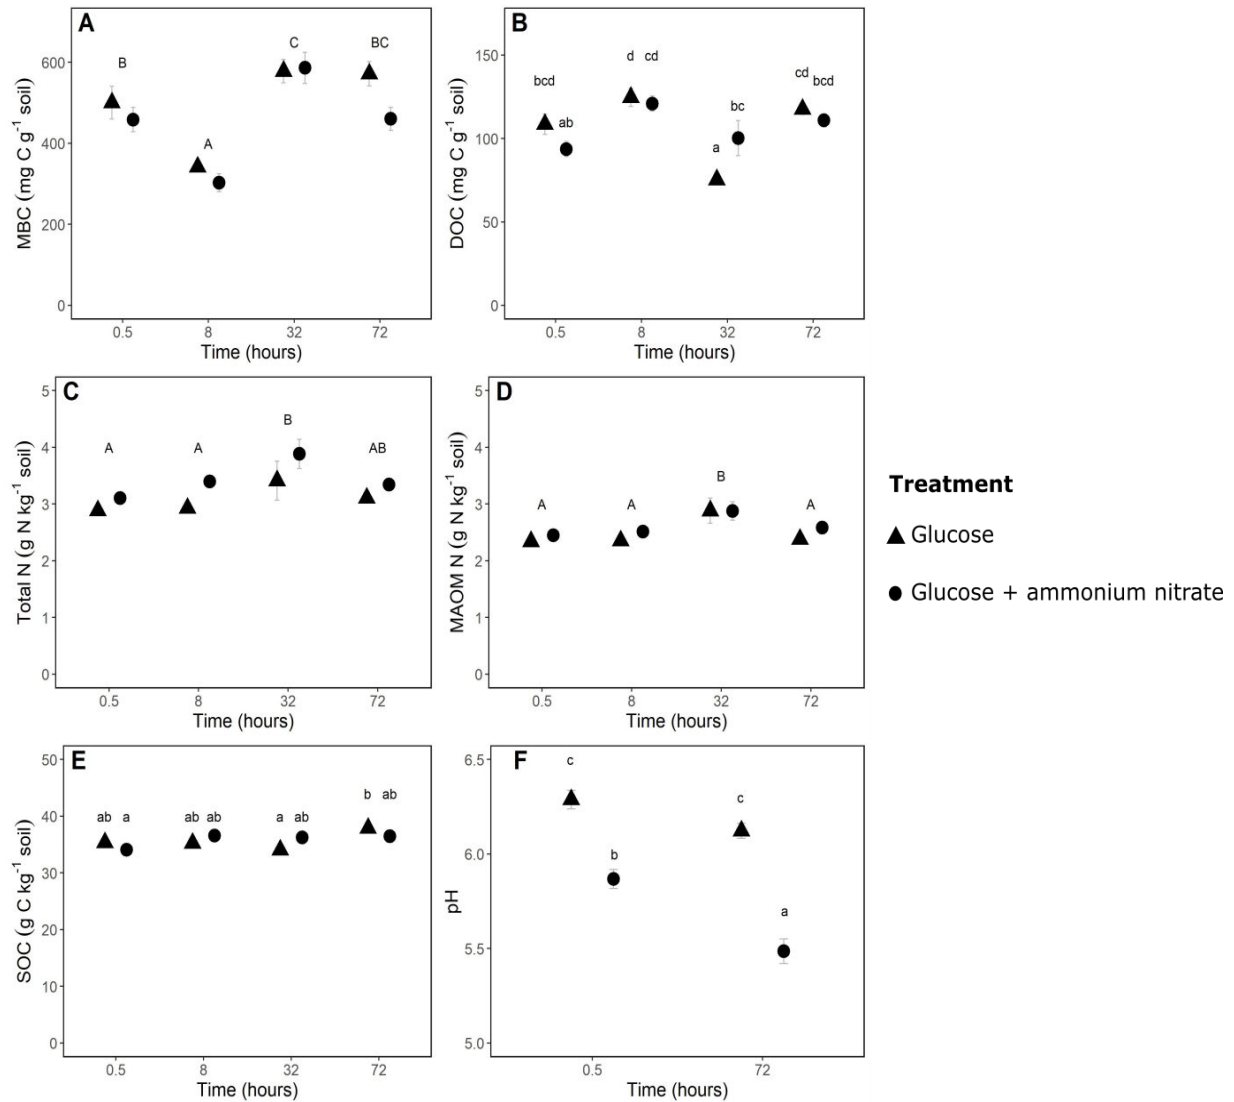 A
MBC (mg C g⁻¹ soil)
600
400
200
0
B
A
C
BC
0.5 8 32 72
Time (hours)
B
DOC (mg C g⁻¹ soil)
150
100
50
0
bcd
ab
d cd
a
bc
cd
bcd
0.5 8 32 72
Time (hours)
C
Total N (g N kg⁻¹ soil)
5
4
3
2
1
0
A A B AB
0.5 8 32 72
Time (hours)
D
MAOM N (g N kg⁻¹ soil)
5
4
3
2
1
0
A A B A
0.5 8 32 72
Time (hours)
Treatment
Glucose
Glucose + ammonium nitrate
E
SOC (g C kg⁻¹ soil)
50
40
30
20
10
0
ab a ab ab a ab b ab
0.5 8 32 72
Time (hours)
F
pH
6.5
6.0
5.5
5.0
c
b
c
a
0.5 72
Time (hours)